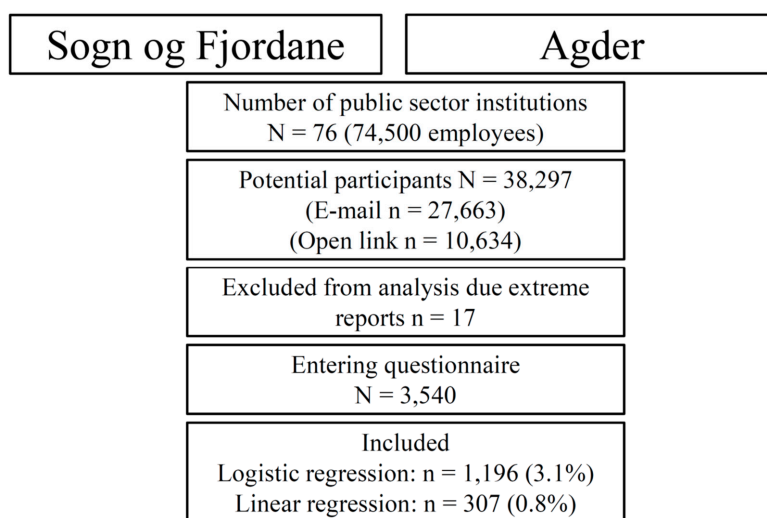 Sogn og Fjordane
Agder
Number of public sector institutions
N = 76 (74,500 employees)
Potential participants N = 38,297
(E-mail n = 27,663)
(Open link n = 10,634)
Excluded from analysis due extreme
reports n = 17
Entering questionnaire
N = 3,540
Included
Logistic regression: n = 1,196 (3.1%)
Linear regression: n = 307 (0.8%)